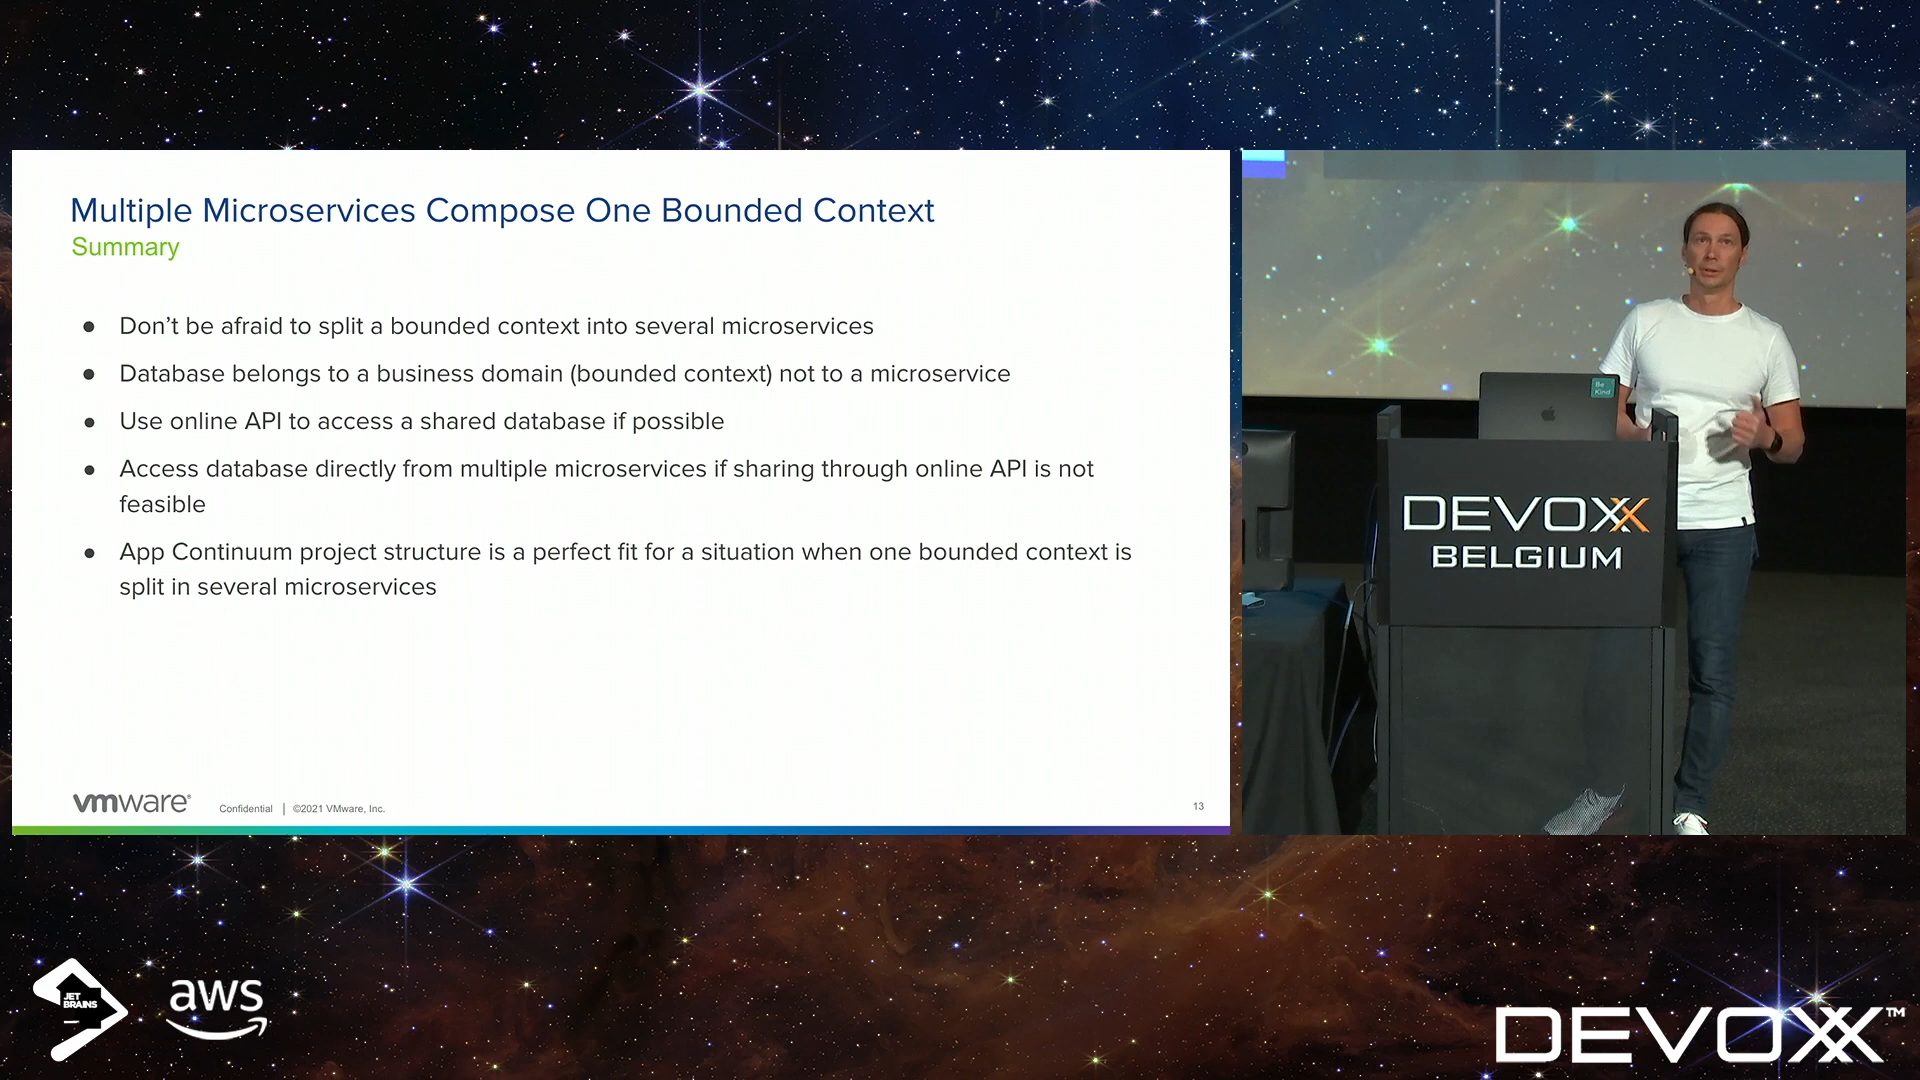 Multiple Microservices Compose One Bounded Context
Summary
● Don’t be afraid to split a bounded context into several microservices
● Database belongs to a business domain (bounded context) not to a microservice
● Use online API to access a shared database if possible
● Access database directly from multiple microservices if sharing through online API is not
feasible
● App Continuum project structure is a perfect fit for a situation when one bounded context is
split in several microservices
vmware®
Confidential | ©2021 VMware, Inc.
13
Be
Kind
DEVOXX
BELGIUM
JET
BRAINS
aws
DEVOXX™